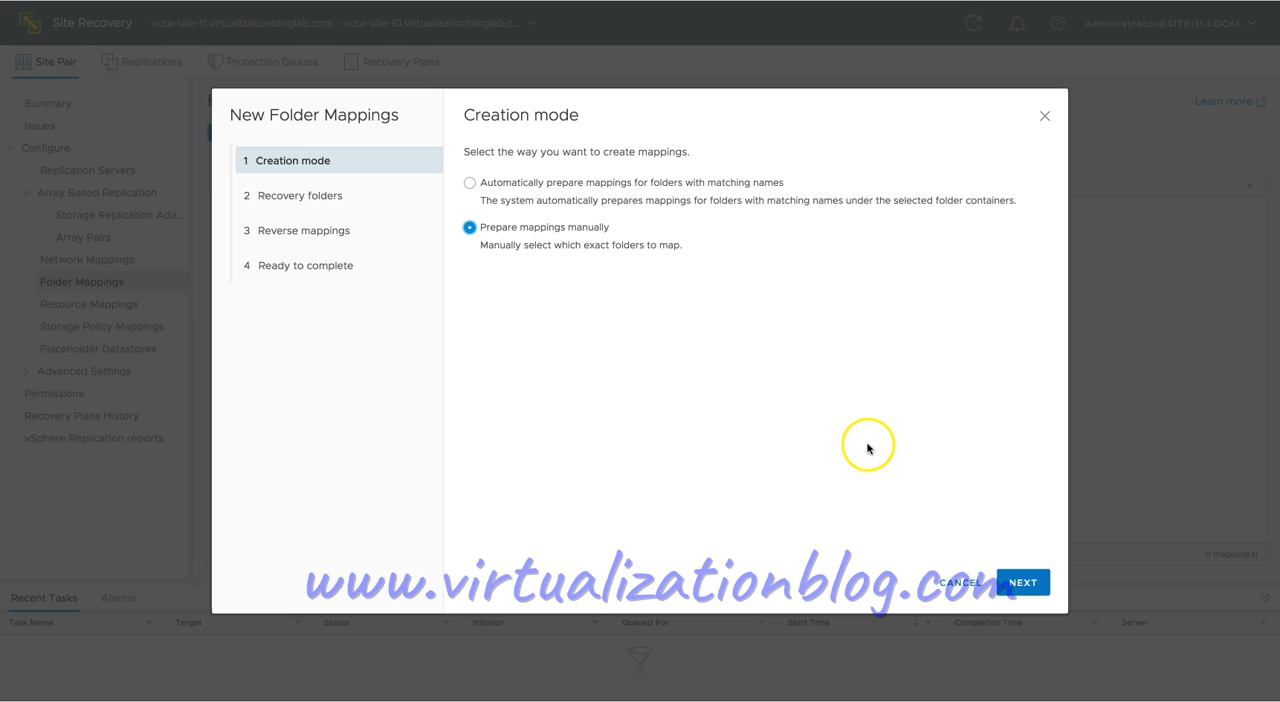 Site Recovery
vcsa-site-11.virtualizationbloglab.com - vcsa-site-10.virtualizationbloglab.c...
Administrator@SITE-11.LOCAL
Site Pair
Replications
Protection Groups
Recovery Plans
Summary
Issues
Configure
Replication Servers
Array Based Replication
Storage Replication Ada...
Array Pairs
Network Mappings
Folder Mappings
Resource Mappings
Storage Policy Mappings
Placeholder Datastores
Advanced Settings
Permissions
Recovery Plans History
vSphere Replication reports
Learn more
New Folder Mappings
1 Creation mode
2 Recovery folders
3 Reverse mappings
4 Ready to complete
Creation mode
Select the way you want to create mappings.
Automatically prepare mappings for folders with matching names
The system automatically prepares mappings for folders with matching names under the selected folder containers.
Prepare mappings manually
Manually select which exact folders to map.
0 mapping(s)
CANCEL
NEXT
www.virtualizationblog.com
Recent Tasks
Alarms
Task Name
Target
Status
Initiator
Queued For
Start Time
Completion Time
Server